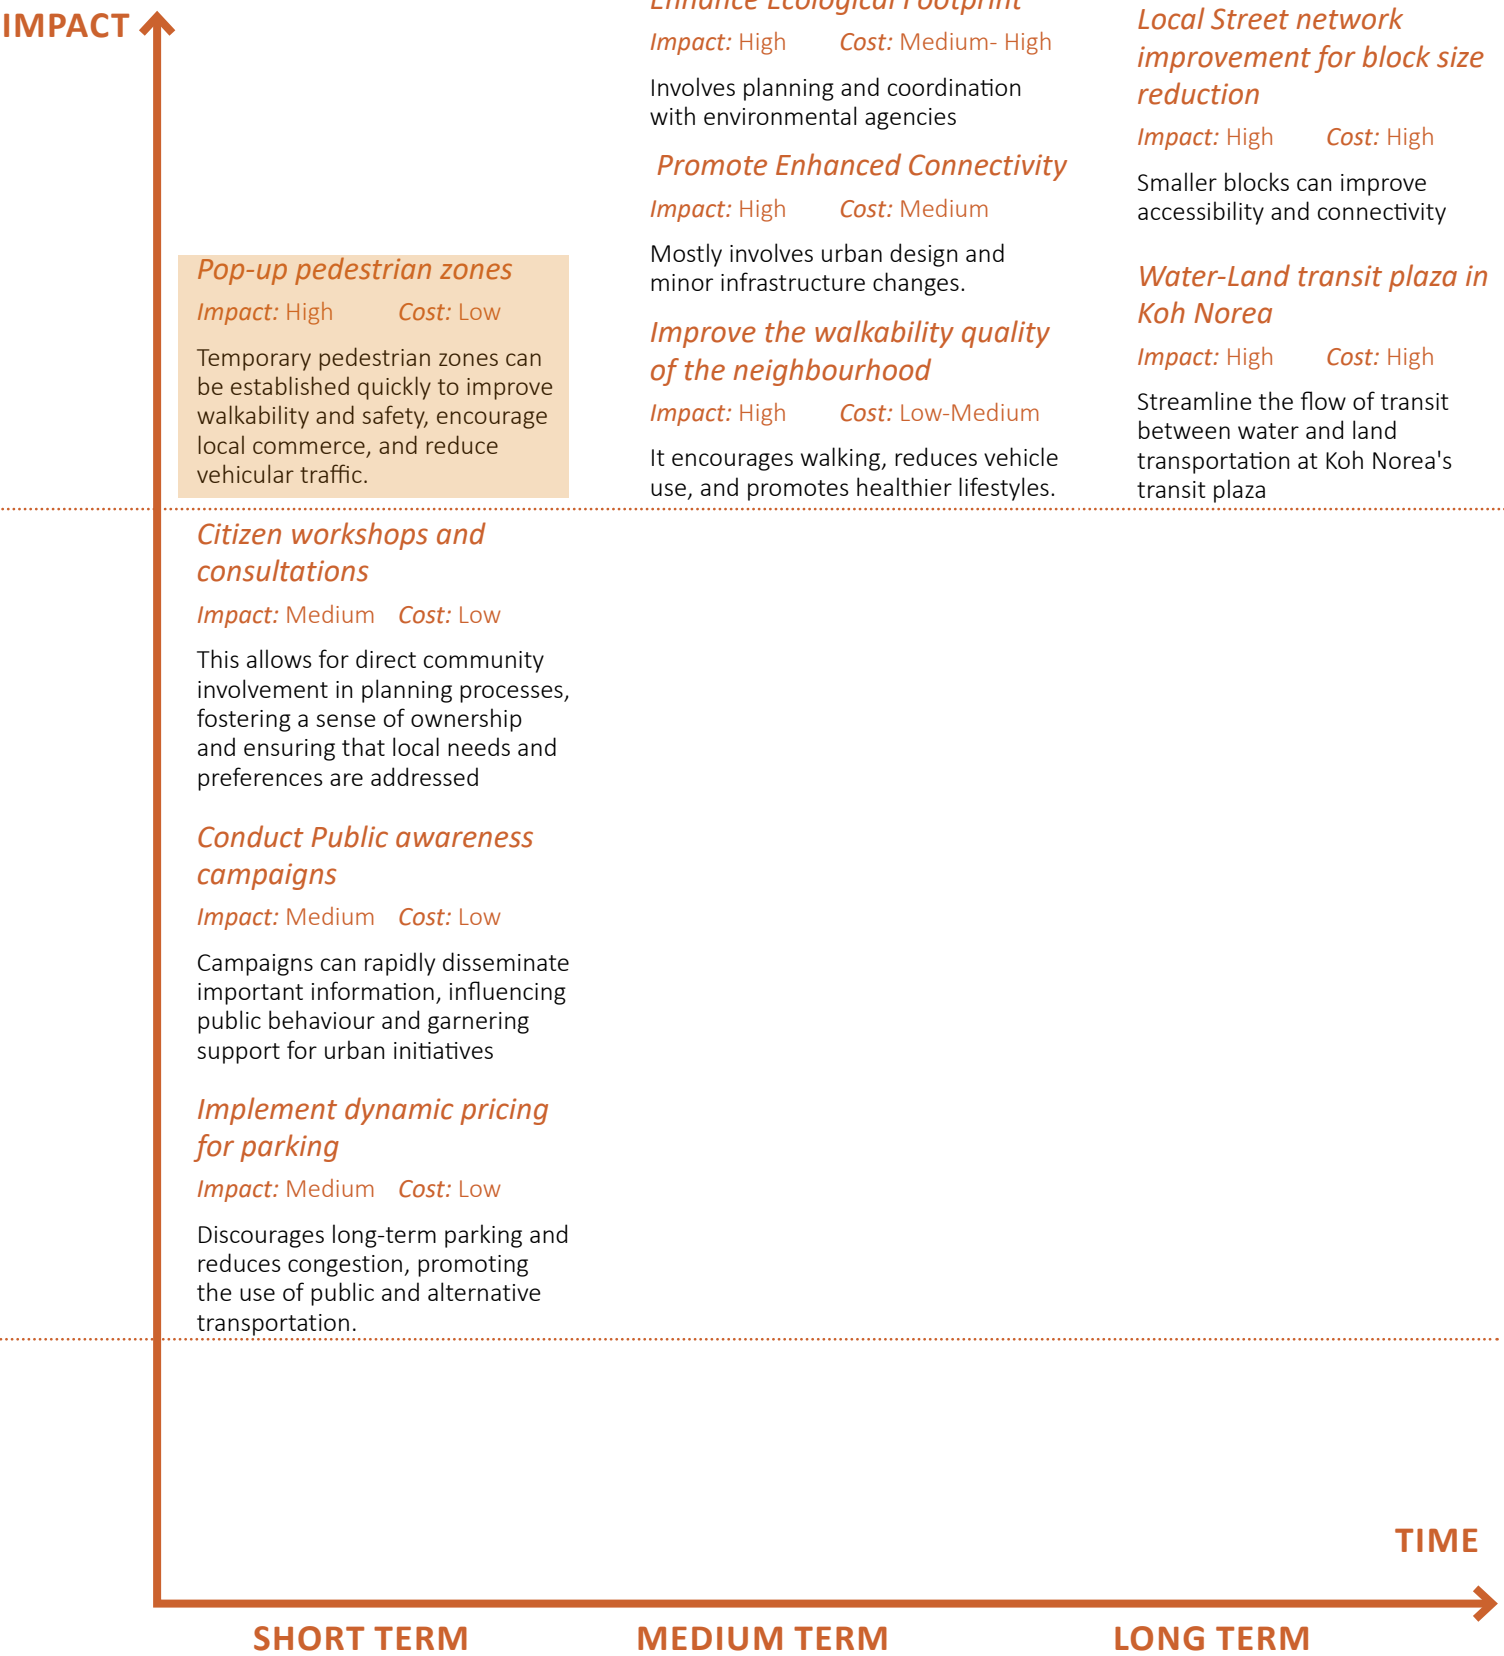 IMPACT
Pop-up pedestrian zones
Impact: High Cost: Low
Temporary pedestrian zones can
be established quickly to improve
walkability and safety, encourage
local commerce, and reduce
vehicular traffic.
Citizen workshops and
consultations
Impact: Medium Cost: Low
This allows for direct community
involvement in planning processes,
fostering a sense of ownership
and ensuring that local needs and
preferences are addressed
Conduct Public awareness
campaigns
Impact: Medium Cost: Low
Campaigns can rapidly disseminate
important information, influencing
public behaviour and garnering
support for urban initiatives
Implement dynamic pricing
for parking
Impact: Medium Cost: Low
Discourages long-term parking and
reduces congestion, promoting
the use of public and alternative
transportation.
Enhance Ecological Footprint
Impact: High Cost: Medium- High
Involves planning and coordination
with environmental agencies
Promote Enhanced Connectivity
Impact: High Cost: Medium
Mostly involves urban design and
minor infrastructure changes.
Improve the walkability quality
of the neighbourhood
Impact: High Cost: Low-Medium
It encourages walking, reduces vehicle
use, and promotes healthier lifestyles.
Local Street network
improvement for block size
reduction
Impact: High Cost: High
Smaller blocks can improve
accessibility and connectivity
Water-Land transit plaza in
Koh Norea
Impact: High Cost: High
Streamline the flow of transit
between water and land
transportation at Koh Norea's
transit plaza
TIME
SHORT TERM
MEDIUM TERM
LONG TERM